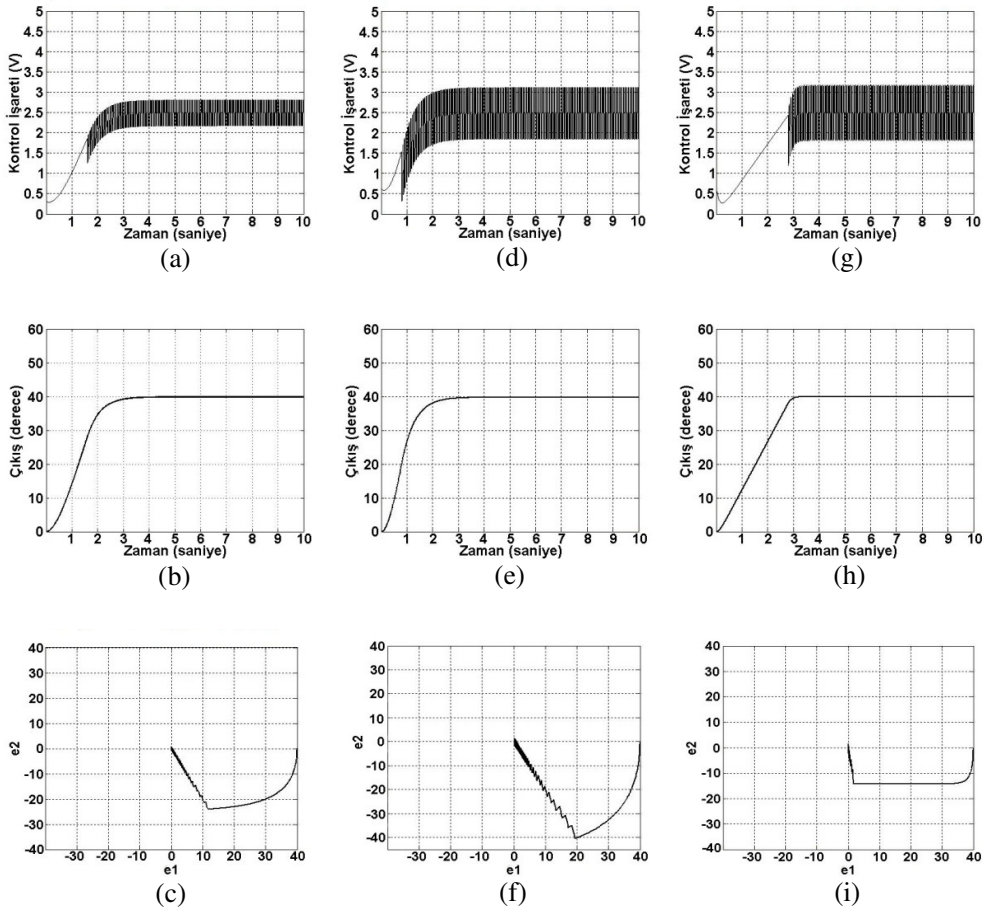 5
4.5
4
3.5
3
2.5
2
1.5
1
0.5
0
Kontrol İşareti (V)
1 2 3 4 5 6 7 8 9 10
Zaman (saniye)
(a)
5
4.5
4
3.5
3
2.5
2
1.5
1
0.5
0
Kontrol İşareti (V)
1 2 3 4 5 6 7 8 9 10
Zaman (saniye)
(d)
5
4.5
4
3.5
3
2.5
2
1.5
1
0.5
0
Kontrol İşareti (V)
1 2 3 4 5 6 7 8 9 10
Zaman (saniye)
(g)
60
50
40
30
20
10
0
Çıkış (derece)
1 2 3 4 5 6 7 8 9 10
Zaman (saniye)
(b)
60
50
40
30
20
10
0
Çıkış (derece)
1 2 3 4 5 6 7 8 9 10
Zaman (saniye)
(e)
60
50
40
30
20
10
0
Çıkış (derece)
1 2 3 4 5 6 7 8 9 10
Zaman (saniye)
(h)
40
30
20
10
0
-10
-20
-30
-40
e2
-30 -20 -10 0 10 20 30 40
e1
(c)
40
30
20
10
0
-10
-20
-30
-40
e2
-30 -20 -10 0 10 20 30 40
e1
(f)
40
30
20
10
0
-10
-20
-30
-40
e2
-30 -20 -10 0 10 20 30 40
e1
(i)